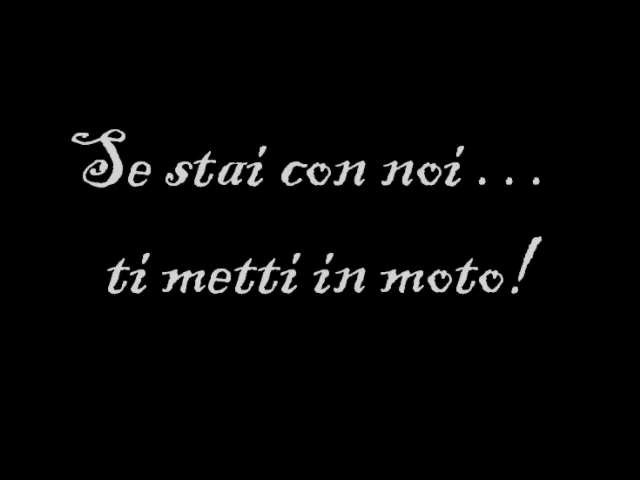 Se stai con noi . . .
ti metti in moto!